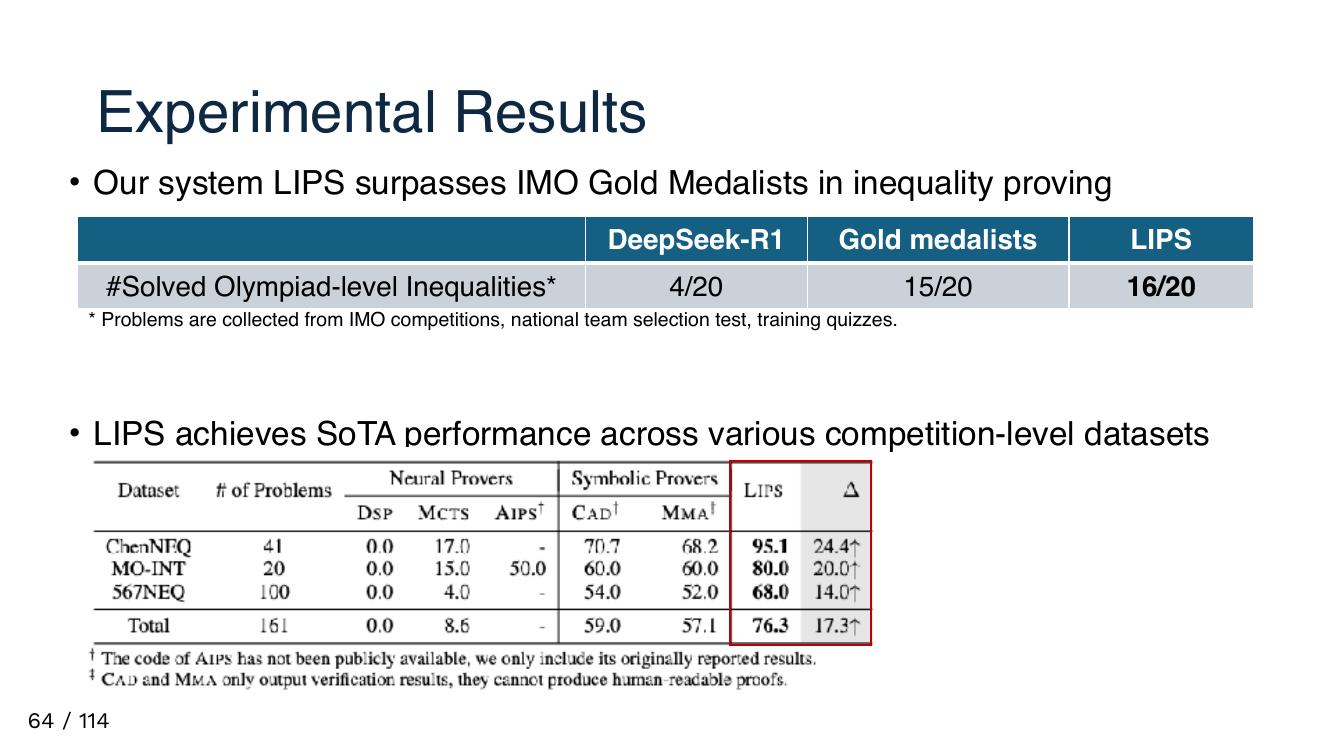 Experimental Results
• Our system LIPS surpasses IMO Gold Medalists in inequality proving
DeepSeek-R1 Gold medalists LIPS
#Solved Olympiad-level Inequalities* 4/20 15/20 16/20
* Problems are collected from IMO competitions, national team selection test, training quizzes.
• LIPS achieves SoTA performance across various competition-level datasets
Dataset # of Problems Neural Provers Symbolic Provers LIPS Δ
DSP MCTS AIPS† CAD† MMA‡
ChenNEQ 41 0.0 17.0 - 70.7 68.2 95.1 24.4↑
MO-INT 20 0.0 15.0 50.0 60.0 60.0 80.0 20.0↑
567NEQ 100 0.0 4.0 - 54.0 52.0 68.0 14.0↑
Total 161 0.0 8.6 - 59.0 57.1 76.3 17.3↑
† The code of AIPS has not been publicly available, we only include its originally reported results.
‡ CAD and MMA only output verification results, they cannot produce human-readable proofs.
64 / 114